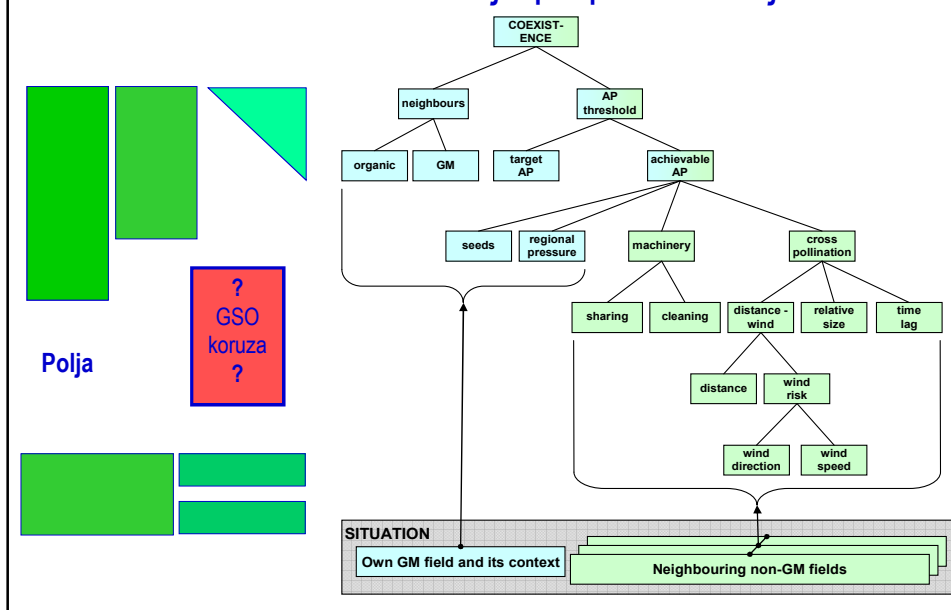 COEXIST-
ENCE
neighbours
AP
threshold
organic
GM
target
AP
achievable
AP
seeds
regional
pressure
machinery
cross
pollination
sharing
cleaning
distance -
wind
relative
size
time
lag
distance
wind
risk
wind
direction
wind
speed
?
GSO
koruza
?
Polja
SITUATION
Own GM field and its context
Neighbouring non-GM fields